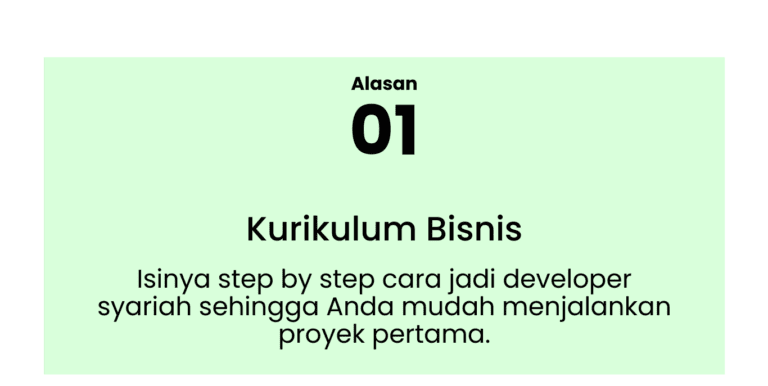 Alasan
01
Kurikulum Bisnis
Isinya step by step cara jadi developer
syariah sehingga Anda mudah menjalankan
proyek pertama.